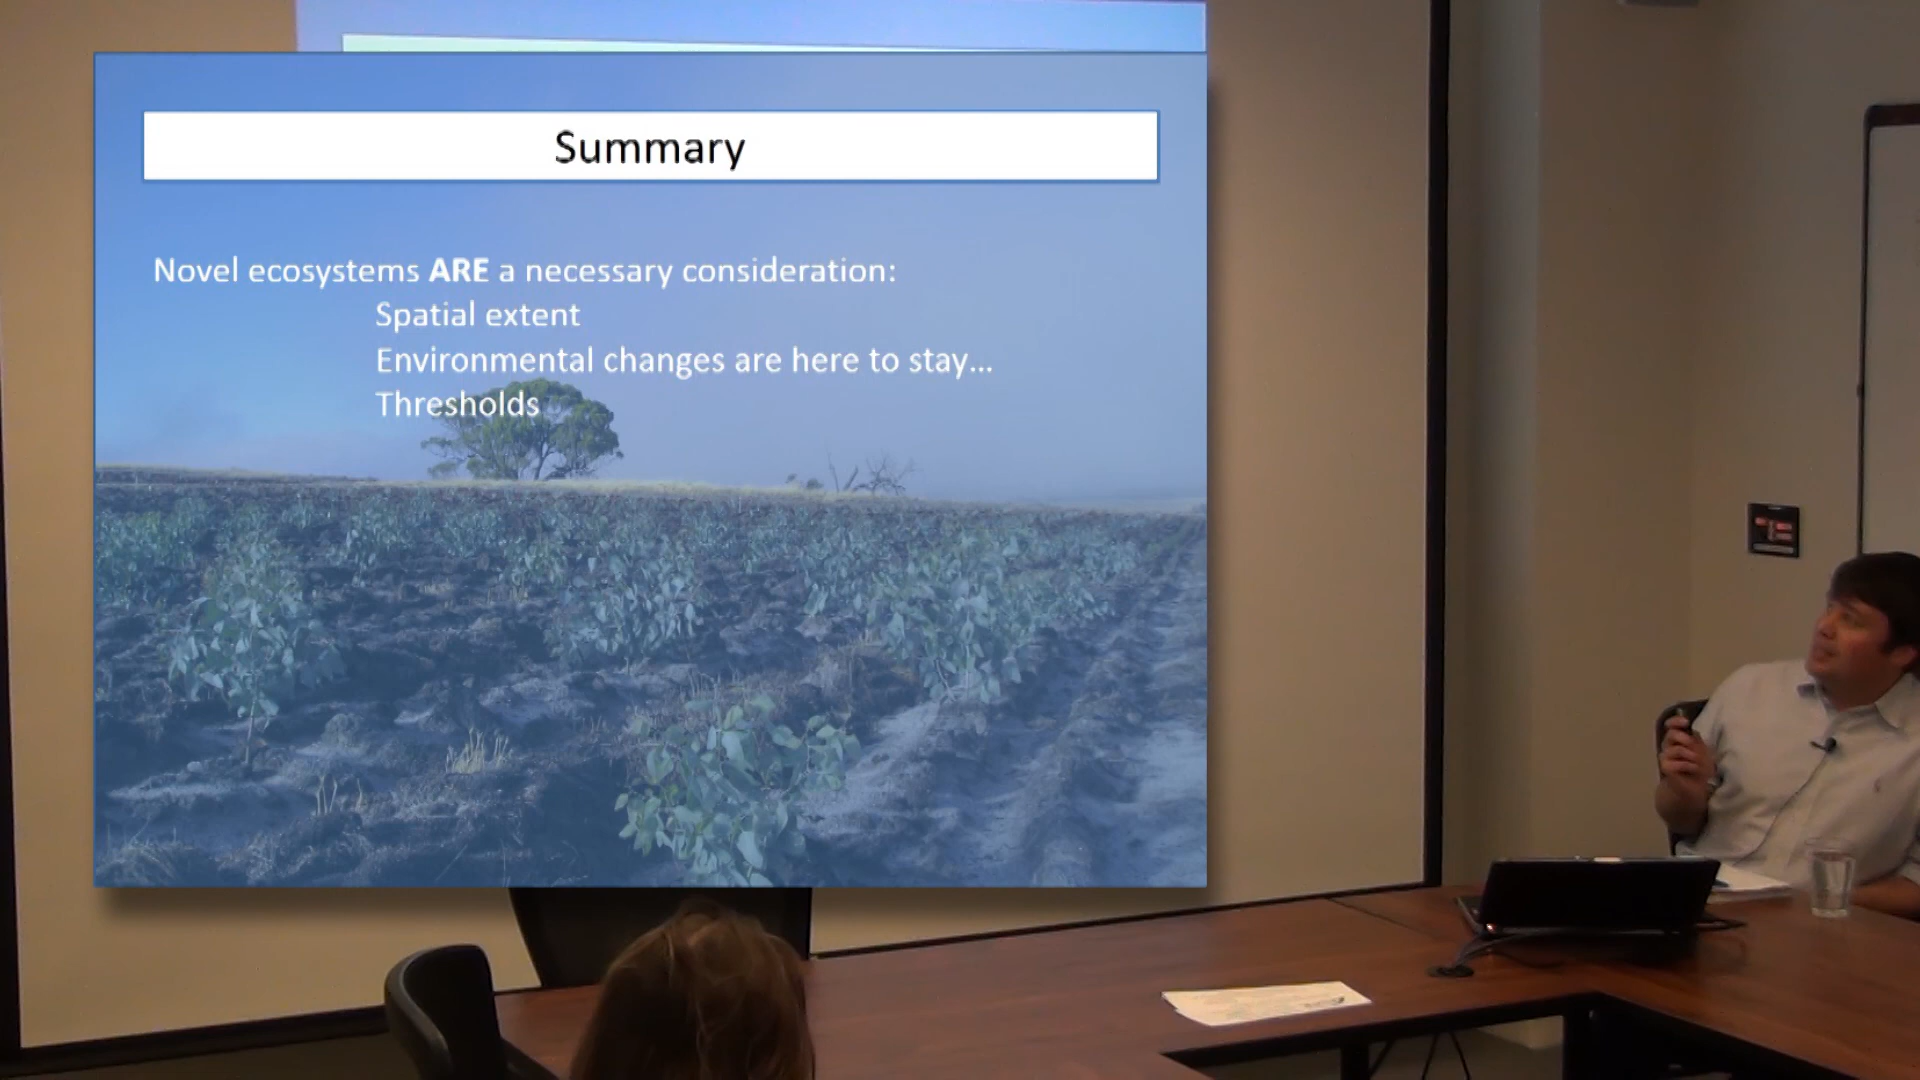 Summary
Novel ecosystems ARE a necessary consideration:
Spatial extent
Environmental changes are here to stay...
Thresholds